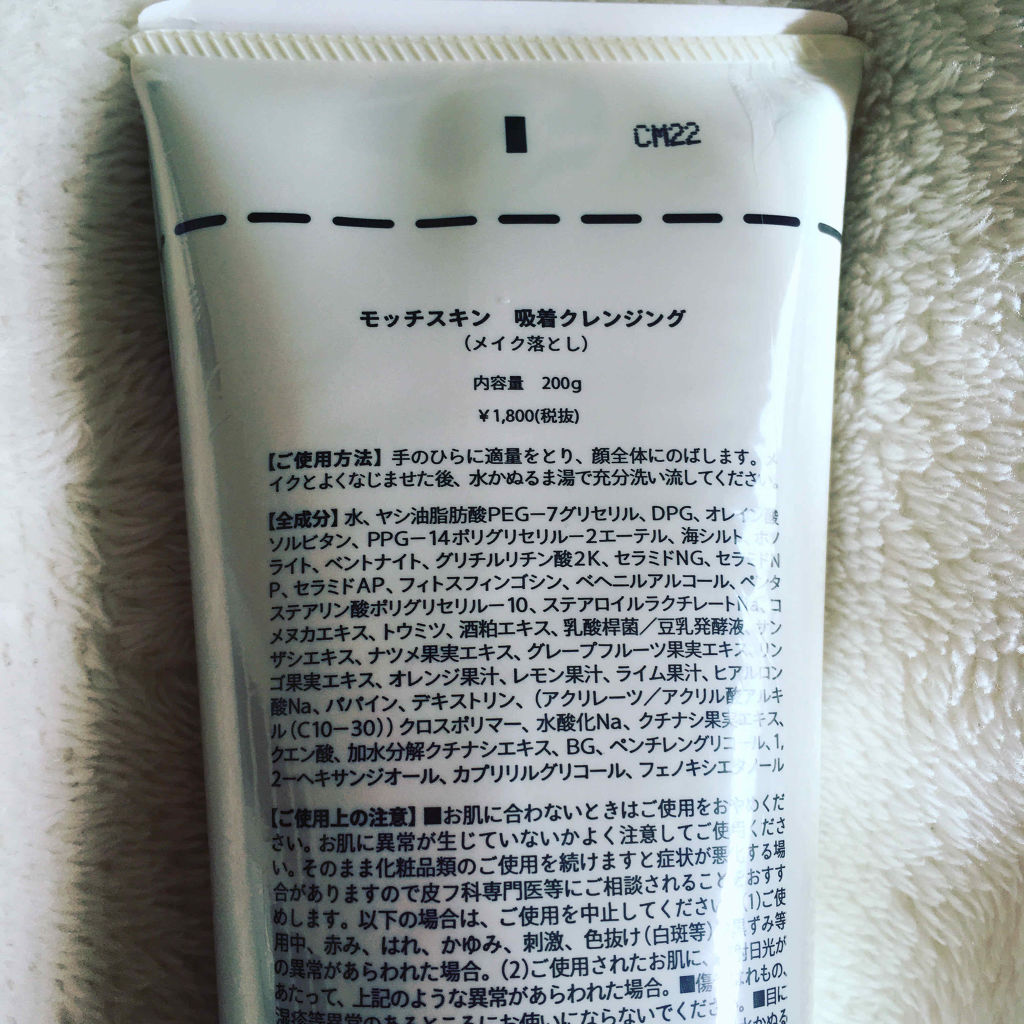 CM22
モッチスキン 吸着クレンジング
（メイク落とし）
内容量 200g
￥1,800(税抜)
【ご使用方法】手のひらに適量をとり、顔全体にのばします。メ
イクとよくなじませた後、水かぬるま湯で充分洗い流してください。
【全成分】水、ヤシ油脂肪酸PEG－7グリセリル、DPG、オレイン酸
ソルビタン、PPG－14ポリグリセリル－2エーテル、海シルト、ホワ
ライト、ベントナイト、グリチルリチン酸2K、セラミドNG、セラミドN
P、セラミドAP、フィトスフィンゴシン、ベヘニルアルコール、ペンタ
ステアリン酸ポリグリセリル－10、ステアロイルラクチレートNa、コ
メヌカエキス、トウミツ、酒粕エキス、乳酸桿菌／豆乳発酵液、サン
ザシエキス、ナツメ果実エキス、グレープフルーツ果実エキス、リン
ゴ果実エキス、オレンジ果汁、レモン果汁、ライム果汁、ヒアルロン
酸Na、パパイン、デキストリン、（アクリレーツ／アクリル酸アルキ
ル（C10－30））クロスポリマー、水酸化Na、クチナシ果実エキス、
クエン酸、加水分解クチナシエキス、BG、ペンチレングリコール、1，
2－ヘキサンジオール、カプリリルグリコール、フェノキシエタノール
【ご使用上の注意】■お肌に合わないときはご使用をおやめくだ
さい。お肌に異常が生じていないかよく注意してご使用くださ
い。そのまま化粧品類のご使用を続けますと症状が悪化する場
合がありますので皮フ科専門医等にご相談されることをおすす
めします。以下の場合は、ご使用を中止してください。(1)ご使
用中、赤み、はれ、かゆみ、刺激、色抜け（白斑等）黒ずみ等
の異常があらわれた場合。(2)ご使用されたお肌に、直射日光が
あたって、上記のような異常があらわれた場合。■傷、はれもの、
湿疹等異常のあるところにお使いにならないでください。■目に
水かぬる